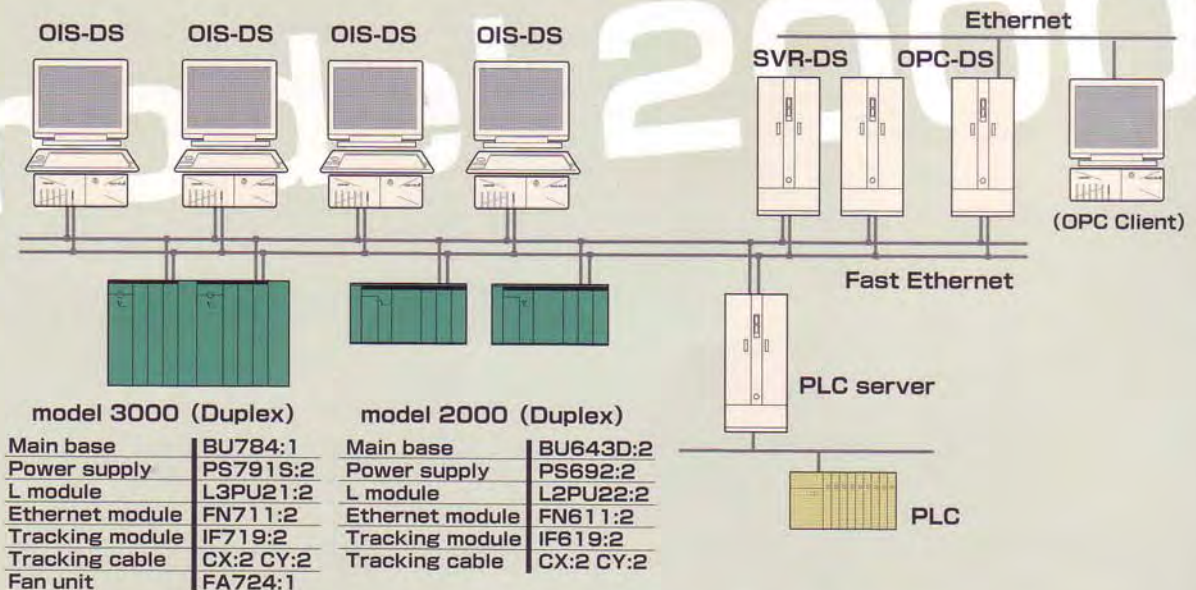 model 2000
Ethernet
OIS-DS OIS-DS OIS-DS OIS-DS
SVR-DS OPC-DS
(OPC Client)
Fast Ethernet
PLC server
PLC
model 3000 (Duplex)
Main base BU784:1
Power supply PS791S:2
L module L3PU21:2
Ethernet module FN711:2
Tracking module IF719:2
Tracking cable CX:2 CY:2
Fan unit FA724:1
model 2000 (Duplex)
Main base BU643D:2
Power supply PS692:2
L module L2PU22:2
Ethernet module FN611:2
Tracking module IF619:2
Tracking cable CX:2 CY:2